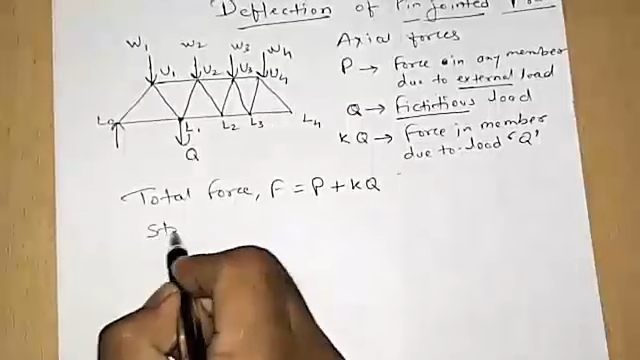 Deflection of Pin Jointed
Axial forces
P → Force in any member
due to external load
Q → Fictitious load
KQ → Force in member
due to load 'Q'
W1 W2 W3 W4
U1 U2 U3 U4
L0 L1 L2 L3 L4
Q
Total force, F = P + KQ
St